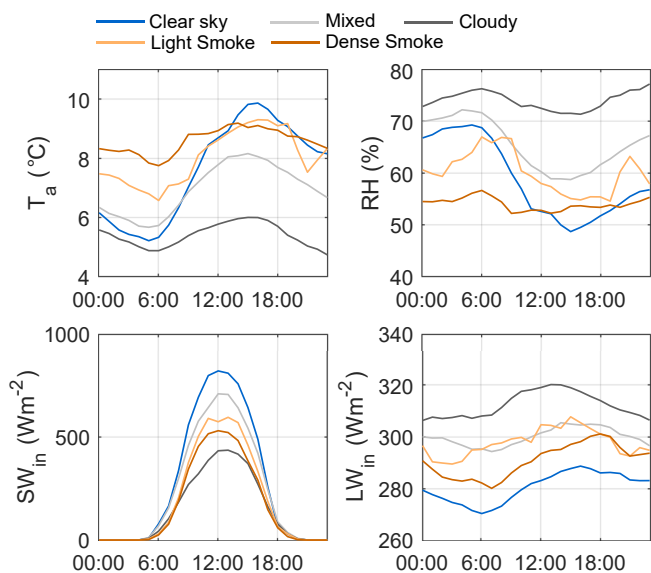 Clear sky Mixed Cloudy
Light Smoke Dense Smoke
10
8
6
4
T_a (°C)
00:00 6:00 12:00 18:00
80
70
60
50
40
RH (%)
00:00 6:00 12:00 18:00
1000
500
0
SW_in (Wm^-2)
00:00 6:00 12:00 18:00
340
320
300
280
260
LW_in (Wm^-2)
00:00 6:00 12:00 18:00